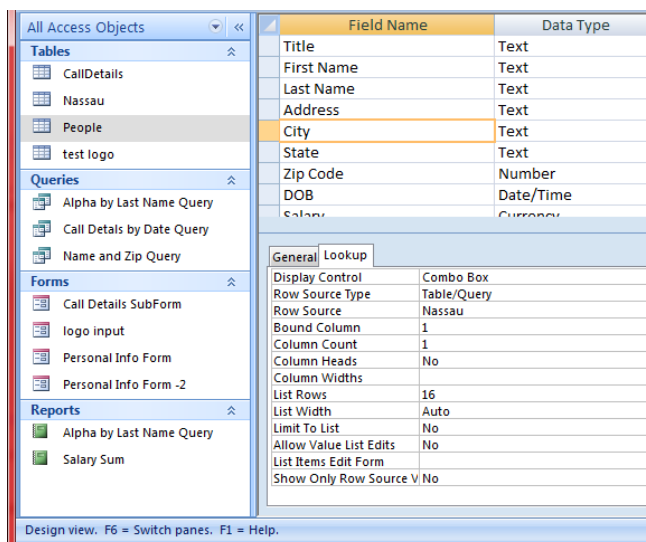 All Access Objects
Tables
CallDetails
Nassau
People
test logo
Queries
Alpha by Last Name Query
Call Detals by Date Query
Name and Zip Query
Forms
Call Details SubForm
logo input
Personal Info Form
Personal Info Form -2
Reports
Alpha by Last Name Query
Salary Sum
Field Name Data Type
Title Text
First Name Text
Last Name Text
Address Text
City Text
State Text
Zip Code Number
DOB Date/Time
Salary Currency
General Lookup
Display Control Combo Box
Row Source Type Table/Query
Row Source Nassau
Bound Column 1
Column Count 1
Column Heads No
Column Widths
List Rows 16
List Width Auto
Limit To List No
Allow Value List Edits No
List Items Edit Form
Show Only Row Source V No
Design view. F6 = Switch panes. F1 = Help.